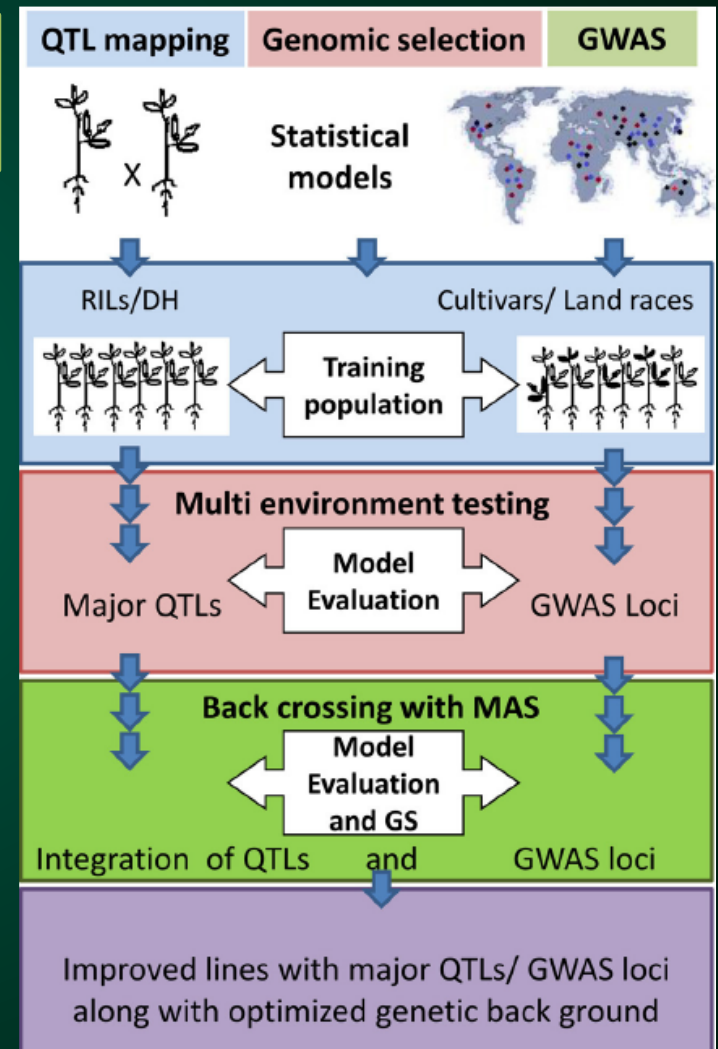 QTL mapping
Genomic selection
GWAS
X
Statistical
models
RILs/DH
Cultivars/ Land races
Training
population
Multi environment testing
Major QTLs
Model
Evaluation
GWAS Loci
Back crossing with MAS
Model
Evaluation
and GS
Integration of QTLs and GWAS loci
Improved lines with major QTLs/ GWAS loci
along with optimized genetic back ground